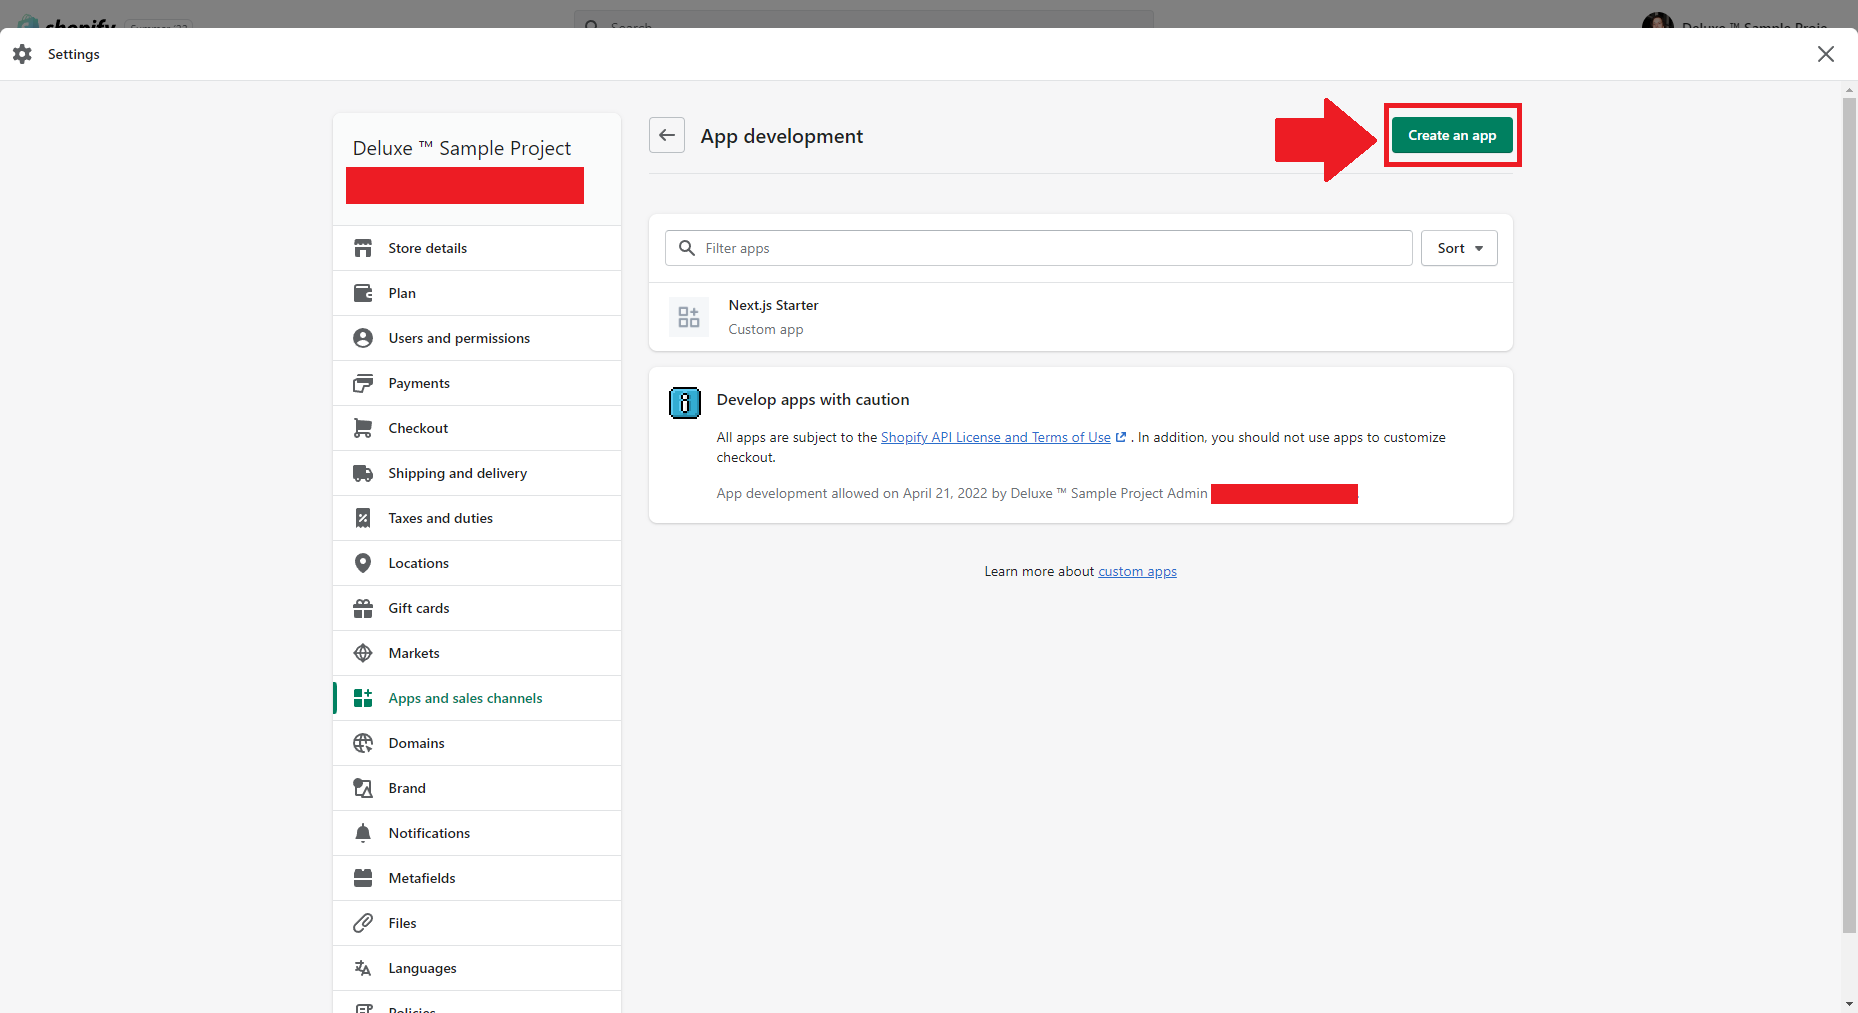 Settings
Deluxe ™ Sample Project
Store details
Plan
Users and permissions
Payments
Checkout
Shipping and delivery
Taxes and duties
Locations
Gift cards
Markets
Apps and sales channels
Domains
Brand
Notifications
Metafields
Files
Languages
Policies
App development
Create an app
Filter apps
Sort
Next.js Starter
Custom app
Develop apps with caution
All apps are subject to the Shopify API License and Terms of Use . In addition, you should not use apps to customize
checkout.
App development allowed on April 21, 2022 by Deluxe ™ Sample Project Admin
Learn more about custom apps